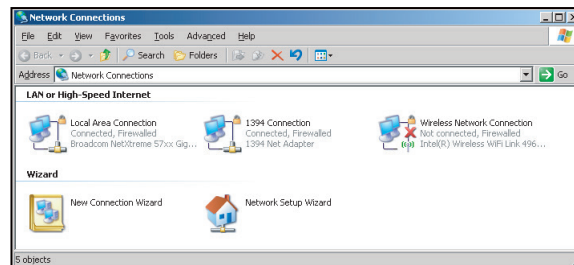 Network Connections
File Edit View Favorites Tools Advanced Help
Back Search Folders
Address Network Connections Go
LAN or High-Speed Internet
Local Area Connection
Connected, Firewalled
Broadcom NetXtreme 57xx Gig...
1394 Connection
Connected, Firewalled
1394 Net Adapter
Wireless Network Connection
Not connected, Firewalled
Intel(R) Wireless WiFi Link 496...
Wizard
New Connection Wizard
Network Setup Wizard
5 objects